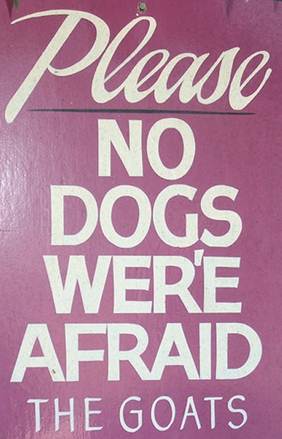 Please
NO
DOGS
WER'E
AFRAID
THE GOATS